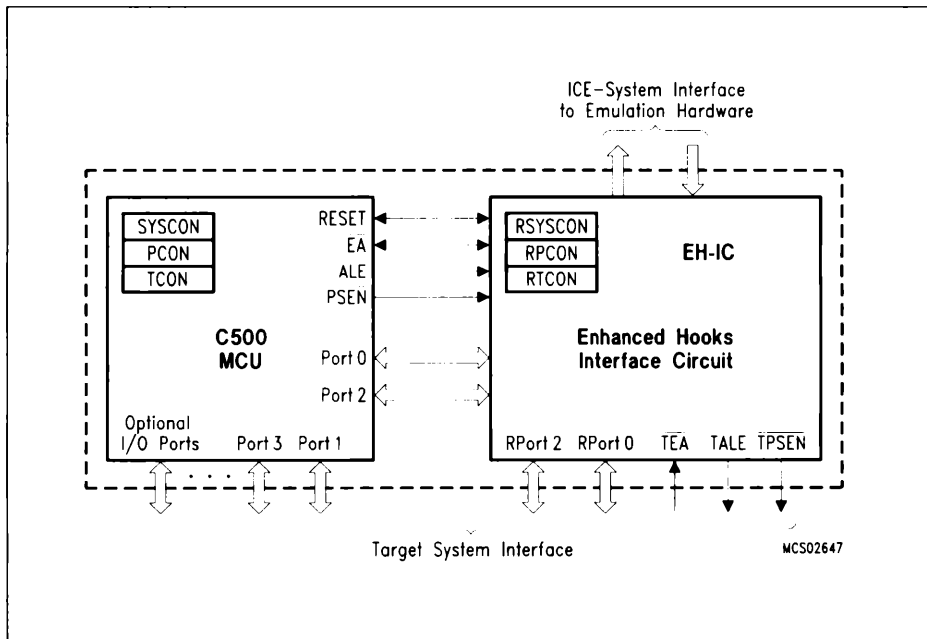 ICE-System Interface
to Emulation Hardware
SYSCON
PCON
TCON
RESET
EA
ALE
PSEN
C500
MCU
Port 0
Port 2
Optional
I/O Ports
Port 3
Port 1
. . .
RSYSCON
RPCON
RTCON
EH-IC
Enhanced Hooks
Interface Circuit
RPort 2
RPort 0
TEA
TALE
TPSEN
Target System Interface
MCS02647